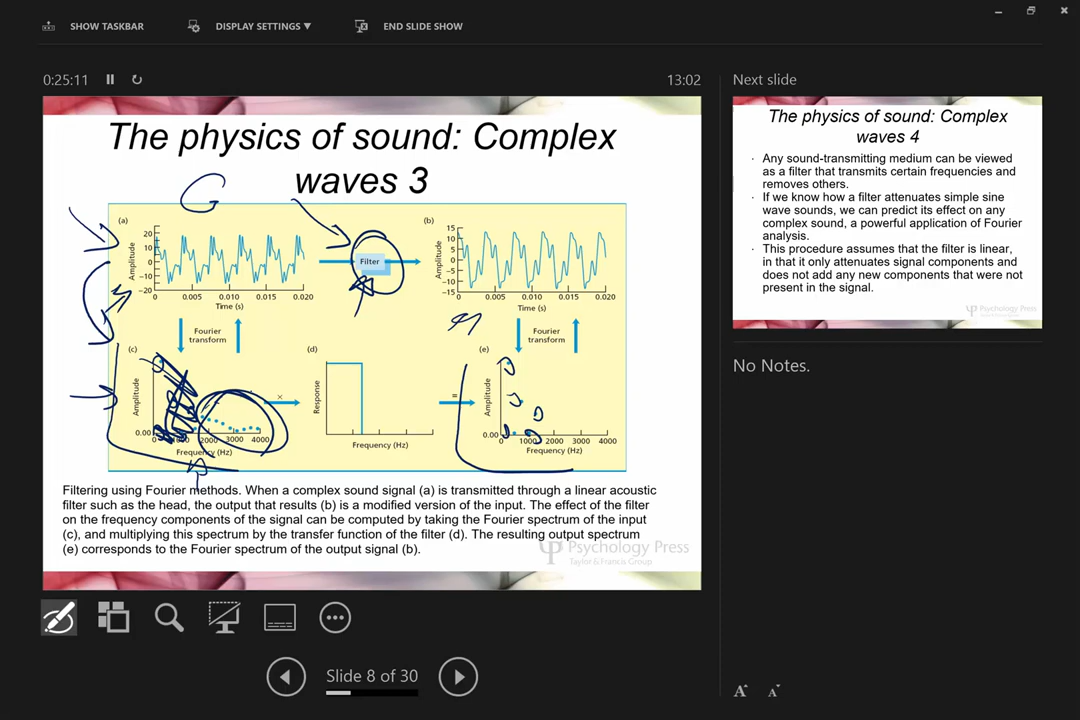 SHOW TASKBAR
DISPLAY SETTINGS ▼
END SLIDE SHOW
0:25:11
13:02
The physics of sound: Complex
waves 3
G
(a)
Amplitude
20
10
0
−10
−20
0 0.005 0.010 0.015 0.020
Time (s)
Filter
(b)
Amplitude
15
10
5
0
−5
−10
−15
0 0.005 0.010 0.015 0.020
Time (s)
Fourier
transform
Fourier
transform
(c)
Amplitude
0.00
0 2000 3000 4000
Frequency (Hz)
×
(d)
Response
Frequency (Hz)
=
(e)
Amplitude
0.00
0 1000 2000 3000 4000
Frequency (Hz)
Filtering using Fourier methods. When a complex sound signal (a) is transmitted through a linear acoustic
filter such as the head, the output that results (b) is a modified version of the input. The effect of the filter
on the frequency components of the signal can be computed by taking the Fourier spectrum of the input
(c), and multiplying this spectrum by the transfer function of the filter (d). The resulting output spectrum
(e) corresponds to the Fourier spectrum of the output signal (b).
Psychology Press
Taylor & Francis Group
Slide 8 of 30
Next slide
The physics of sound: Complex
waves 4
· Any sound-transmitting medium can be viewed
as a filter that transmits certain frequencies and
removes others.
· If we know how a filter attenuates simple sine
wave sounds, we can predict its effect on any
complex sound, a powerful application of Fourier
analysis.
· This procedure assumes that the filter is linear,
in that it only attenuates signal components and
does not add any new components that were not
present in the signal.
Psychology Press
No Notes.
A A